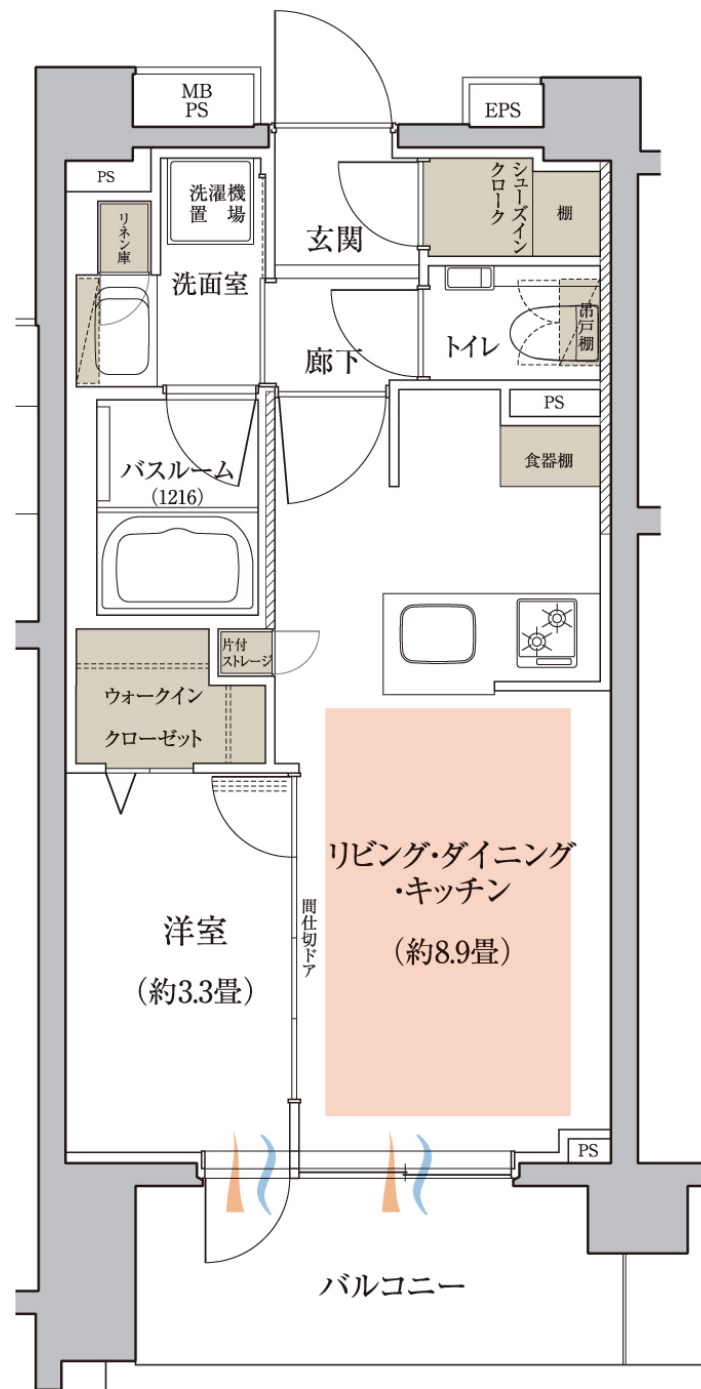 MB
PS
EPS
PS
洗濯機
置場
シューズイン
クローク
棚
リネン庫
玄関
洗面室
廊下
トイレ
吊戸棚
PS
食器棚
バスルーム
(1216)
片付
ストレージ
ウォークイン
クローゼット
リビング・ダイニング
・キッチン
(約8.9畳)
間仕切ドア
洋室
(約3.3畳)
PS
バルコニー